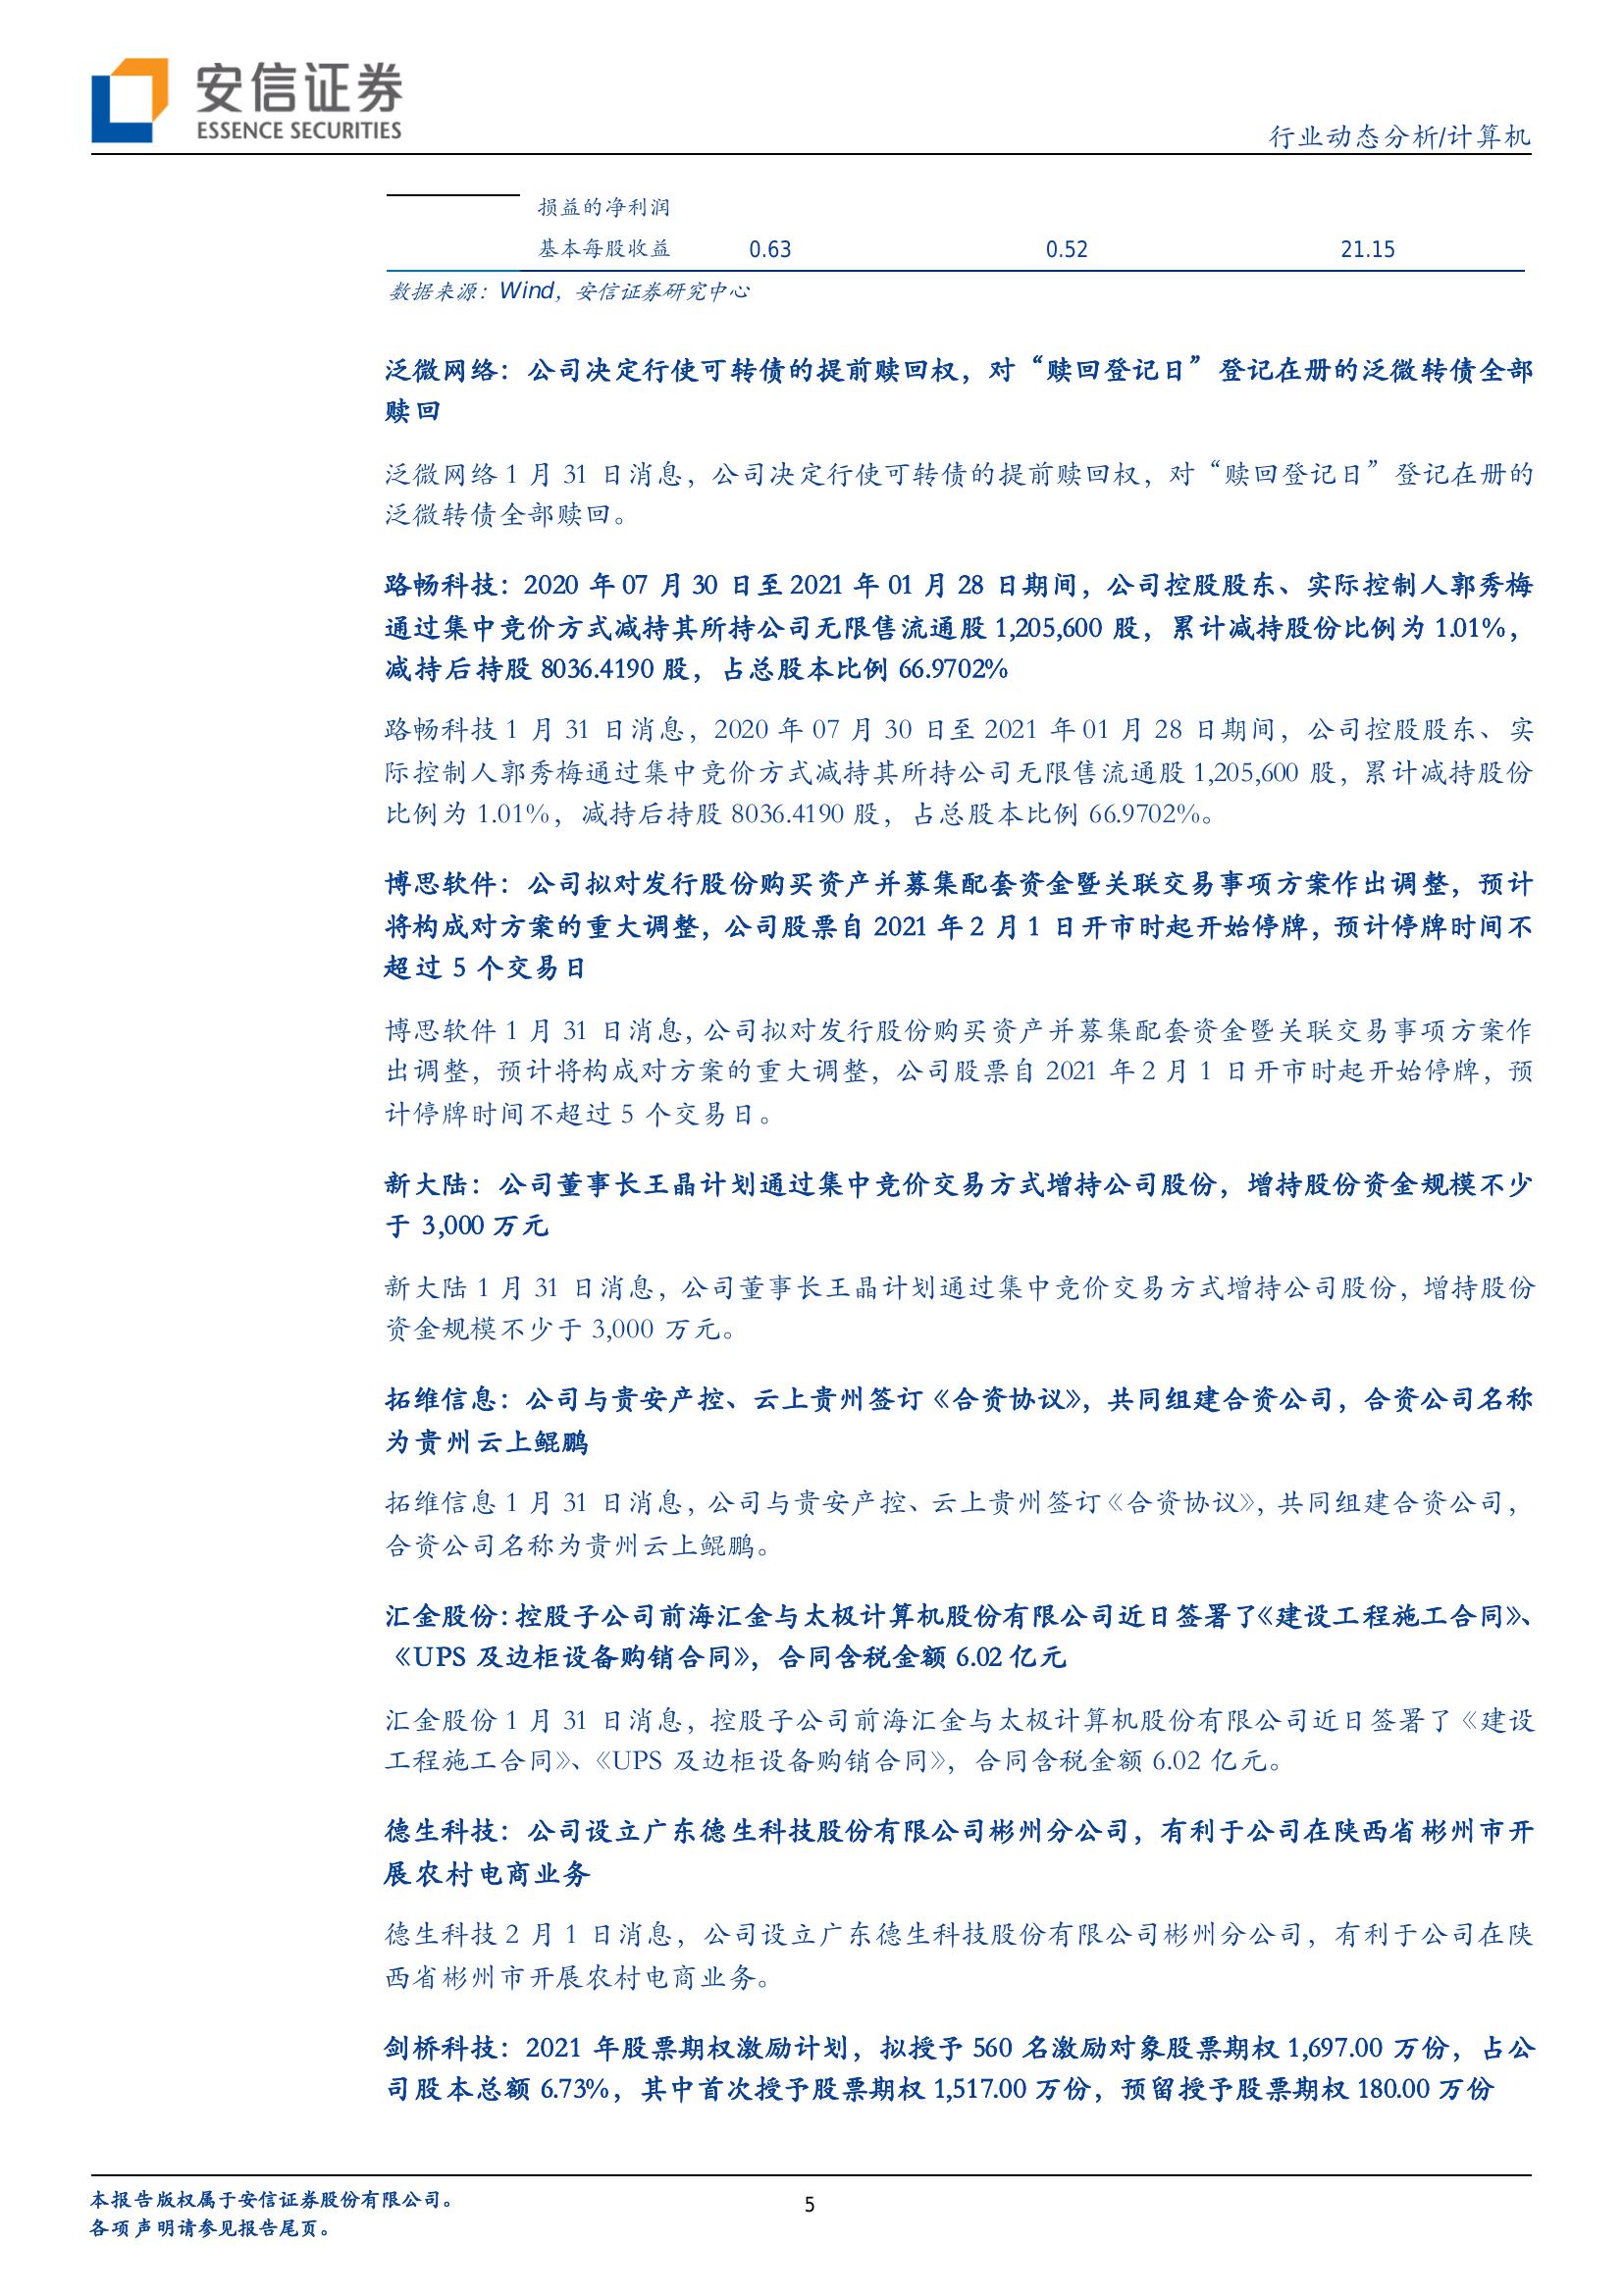 安信证券
ESSENCE SECURITIES
行业动态分析/计算机
损益的净利润
基本每股收益 0.63 0.52 21.15
数据来源：Wind，安信证券研究中心
泛微网络：公司决定行使可转债的提前赎回权，对“赎回登记日”登记在册的泛微转债全部
赎回
泛微网络 1 月 31 日消息，公司决定行使可转债的提前赎回权，对“赎回登记日”登记在册的
泛微转债全部赎回。
路畅科技：2020 年 07 月 30 日至 2021 年 01 月 28 日期间，公司控股股东、实际控制人郭秀梅
通过集中竞价方式减持其所持公司无限售流通股 1,205,600 股，累计减持股份比例为 1.01%，
减持后持股 8036.4190 股，占总股本比例 66.9702%
路畅科技 1 月 31 日消息，2020 年 07 月 30 日至 2021 年 01 月 28 日期间，公司控股股东、实
际控制人郭秀梅通过集中竞价方式减持其所持公司无限售流通股 1,205,600 股，累计减持股份
比例为 1.01%，减持后持股 8036.4190 股，占总股本比例 66.9702%。
博思软件：公司拟对发行股份购买资产并募集配套资金暨关联交易事项方案作出调整，预计
将构成对方案的重大调整，公司股票自 2021 年 2 月 1 日开市时起开始停牌，预计停牌时间不
超过 5 个交易日
博思软件 1 月 31 日消息，公司拟对发行股份购买资产并募集配套资金暨关联交易事项方案作
出调整，预计将构成对方案的重大调整，公司股票自 2021 年 2 月 1 日开市时起开始停牌，预
计停牌时间不超过 5 个交易日。
新大陆：公司董事长王晶计划通过集中竞价交易方式增持公司股份，增持股份资金规模不少
于 3,000 万元
新大陆 1 月 31 日消息，公司董事长王晶计划通过集中竞价交易方式增持公司股份，增持股份
资金规模不少于 3,000 万元。
拓维信息：公司与贵安产控、云上贵州签订《合资协议》，共同组建合资公司，合资公司名称
为贵州云上鲲鹏
拓维信息 1 月 31 日消息，公司与贵安产控、云上贵州签订《合资协议》，共同组建合资公司，
合资公司名称为贵州云上鲲鹏。
汇金股份：控股子公司前海汇金与太极计算机股份有限公司近日签署了《建设工程施工合同》、
《UPS 及边柜设备购销合同》，合同含税金额 6.02 亿元
汇金股份 1 月 31 日消息，控股子公司前海汇金与太极计算机股份有限公司近日签署了《建设
工程施工合同》、《UPS 及边柜设备购销合同》，合同含税金额 6.02 亿元。
德生科技：公司设立广东德生科技股份有限公司彬州分公司，有利于公司在陕西省彬州市开
展农村电商业务
德生科技 2 月 1 日消息，公司设立广东德生科技股份有限公司彬州分公司，有利于公司在陕
西省彬州市开展农村电商业务。
剑桥科技：2021 年股票期权激励计划，拟授予 560 名激励对象股票期权 1,697.00 万份，占公
司股本总额 6.73%，其中首次授予股票期权 1,517.00 万份，预留授予股票期权 180.00 万份
本报告版权属于安信证券股份有限公司。
各项声明请参见报告尾页。
5